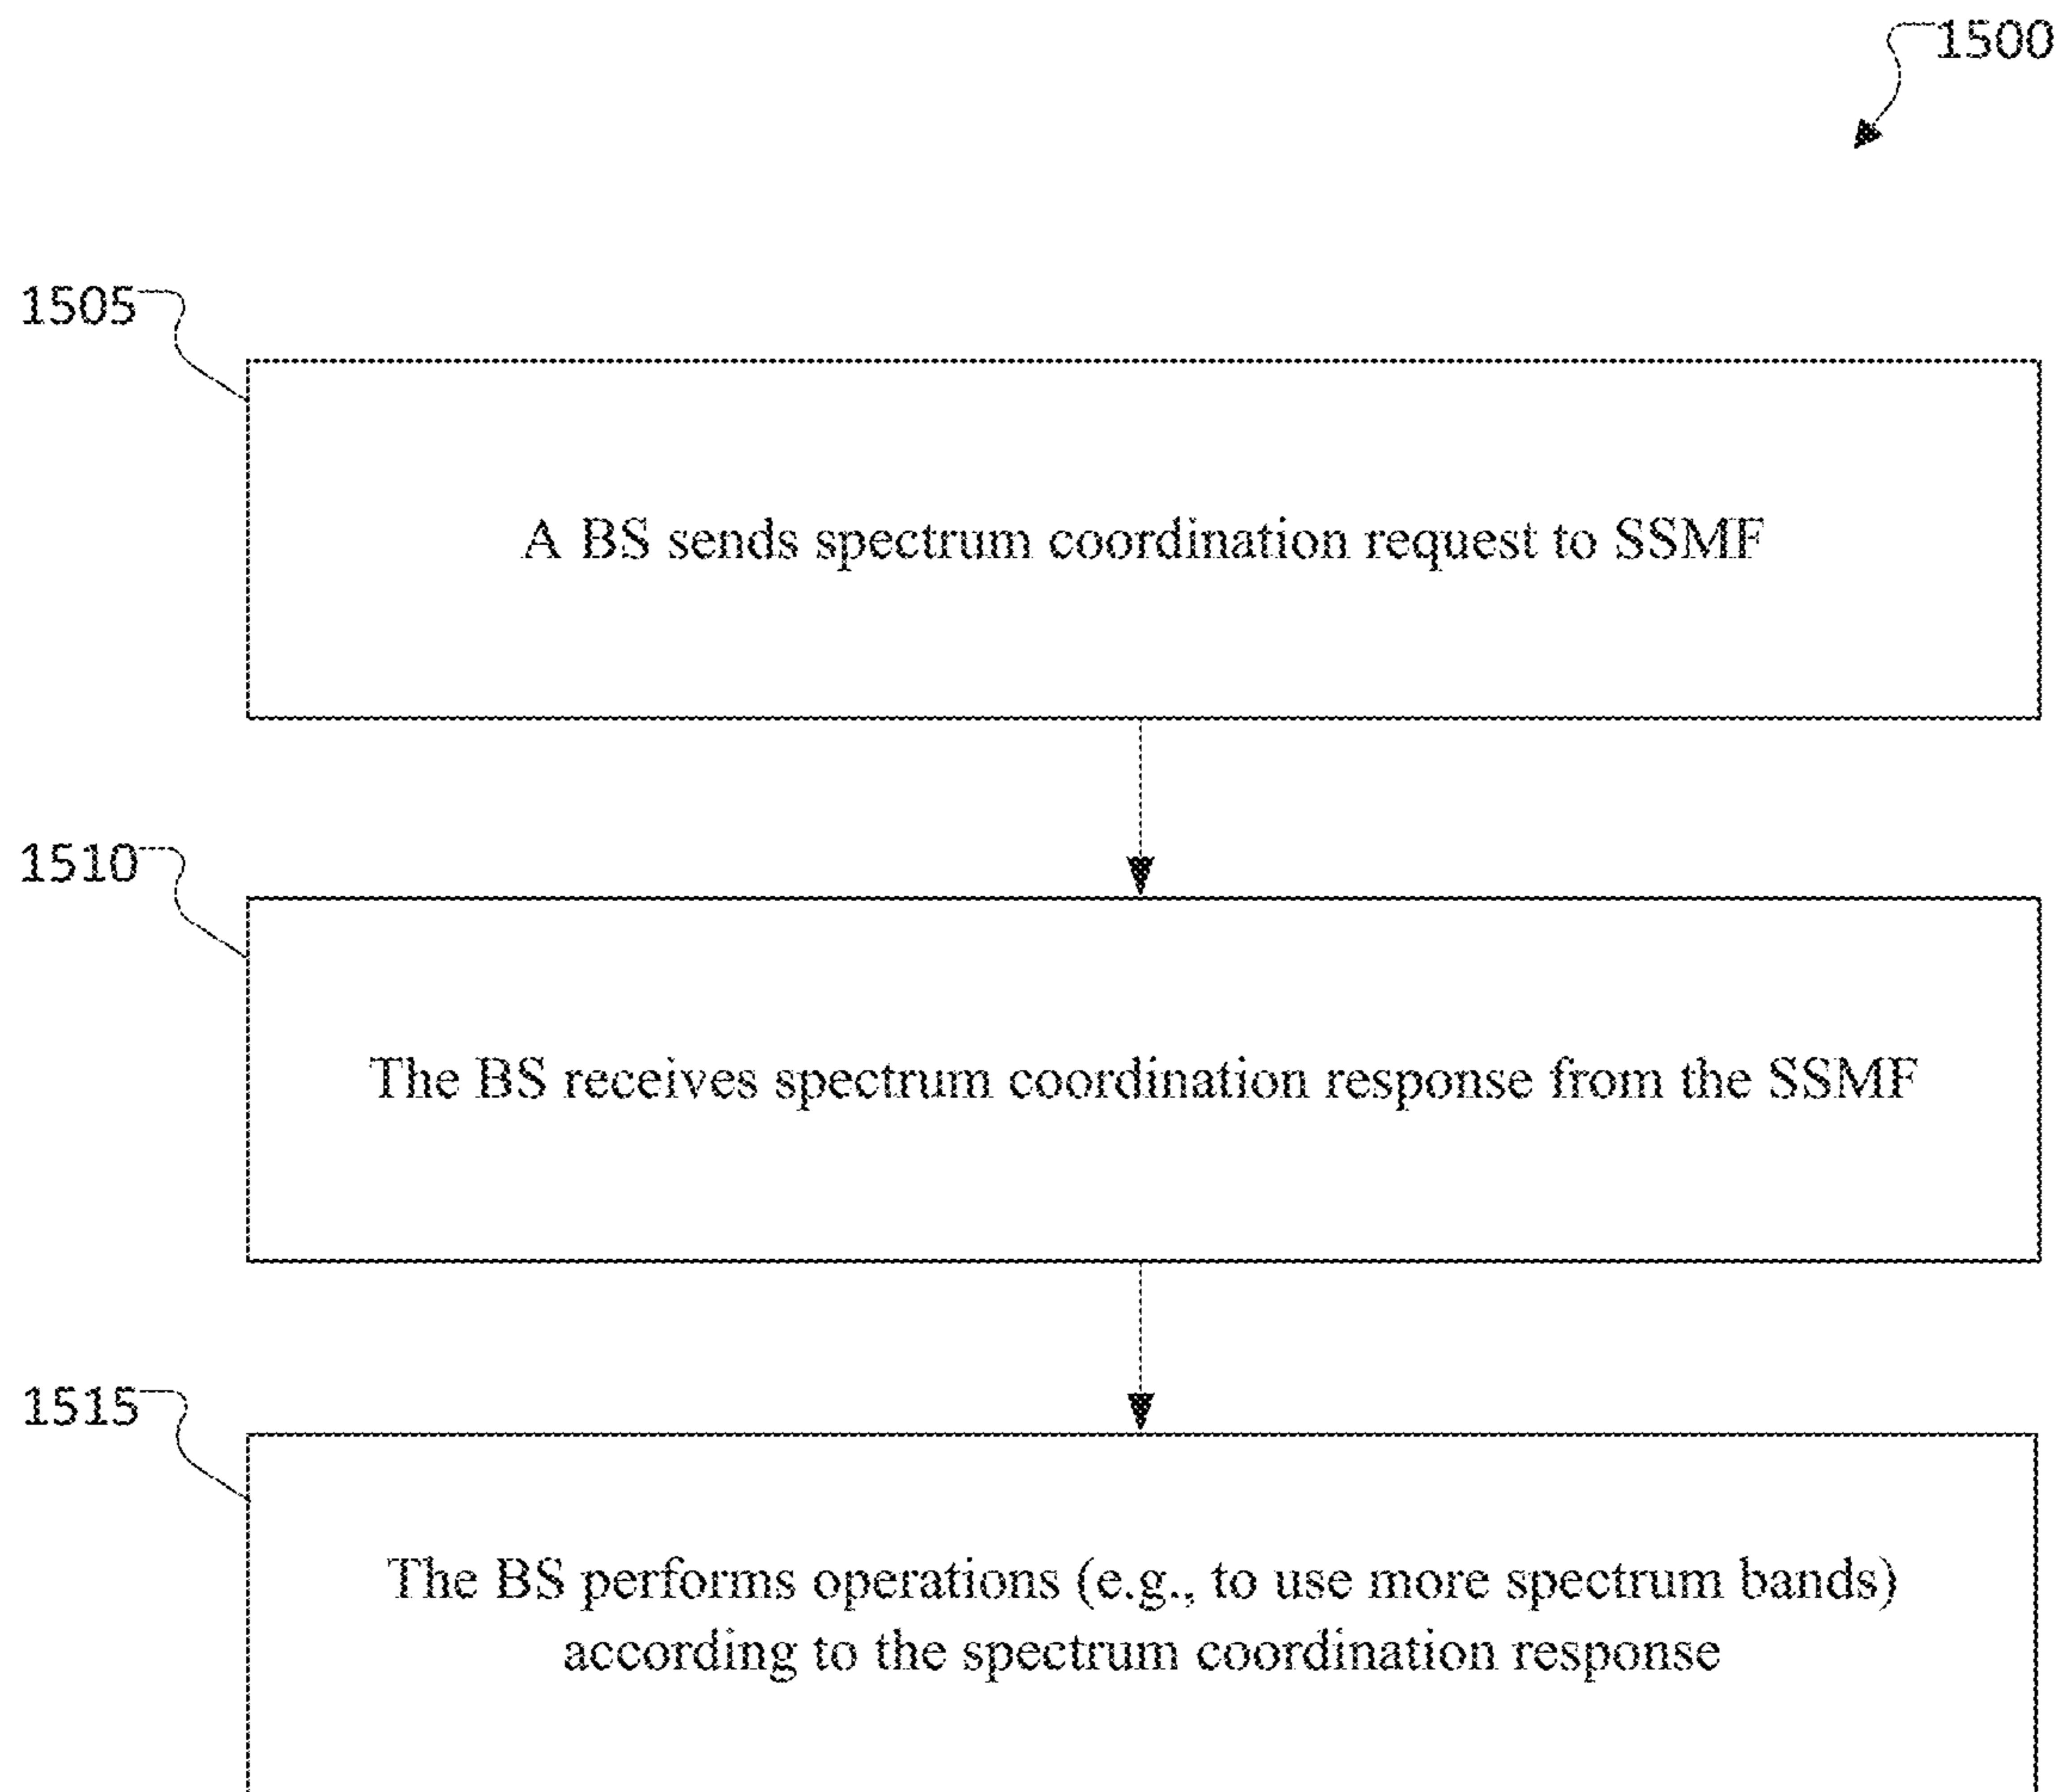 1500
1505
A BS sends spectrum coordination request to SSMF
1510
The BS receives spectrum coordination response from the SSMF
1515
The BS performs operations (e.g., to use more spectrum bands)
according to the spectrum coordination response